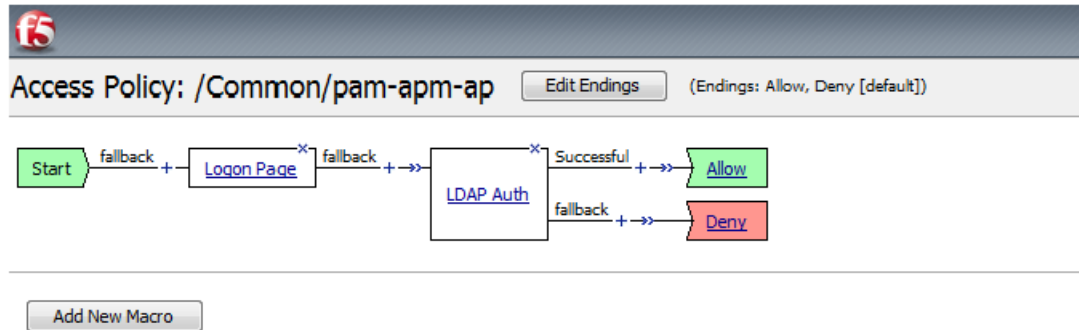 f5
Access Policy: /Common/pam-apm-ap Edit Endings (Endings: Allow, Deny [default])
Start fallback + Logon Page × fallback + LDAP Auth × Successful + Allow
fallback + Deny
Add New Macro